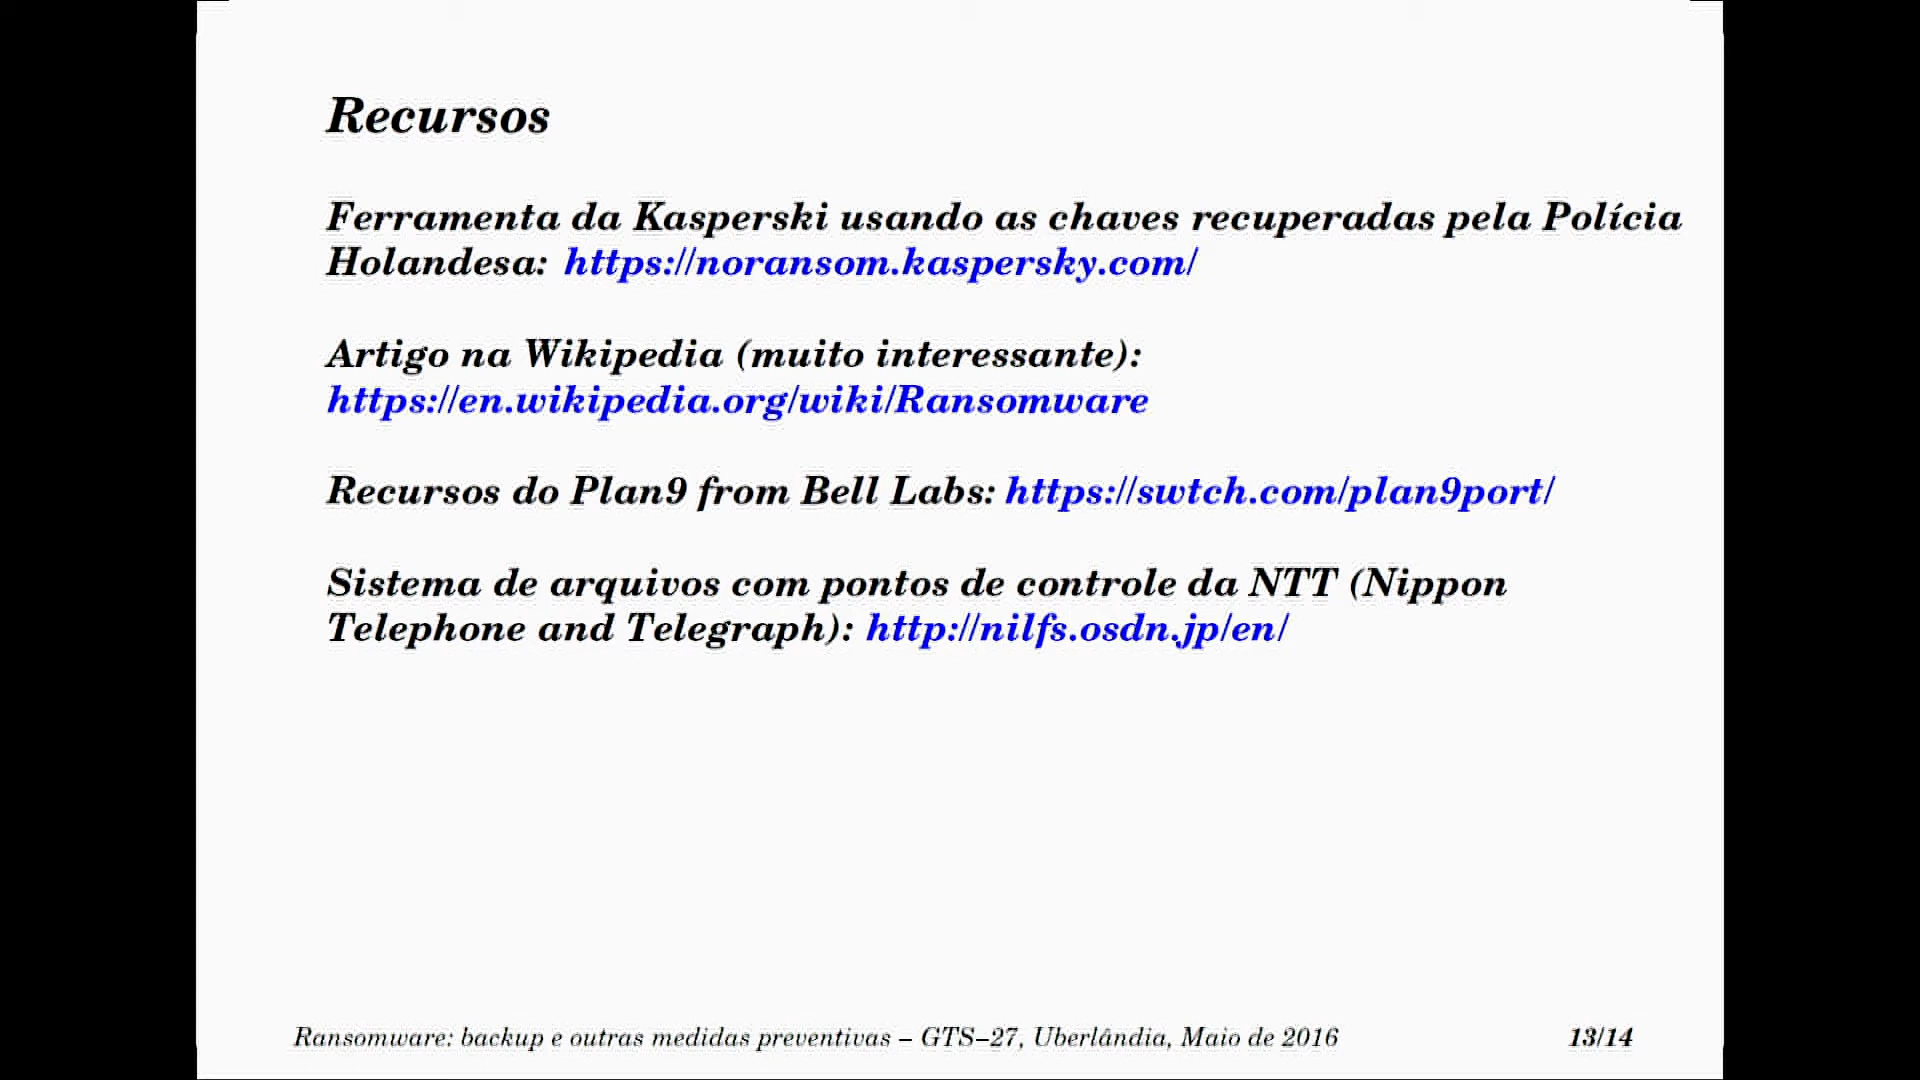 Recursos
Ferramenta da Kasperski usando as chaves recuperadas pela Polícia
Holandesa: https://noransom.kaspersky.com/
Artigo na Wikipedia (muito interessante):
https://en.wikipedia.org/wiki/Ransomware
Recursos do Plan9 from Bell Labs: https://swtch.com/plan9port/
Sistema de arquivos com pontos de controle da NTT (Nippon
Telephone and Telegraph): http://nilfs.osdn.jp/en/
Ransomware: backup e outras medidas preventivas – GTS–27, Uberlândia, Maio de 2016 13/14